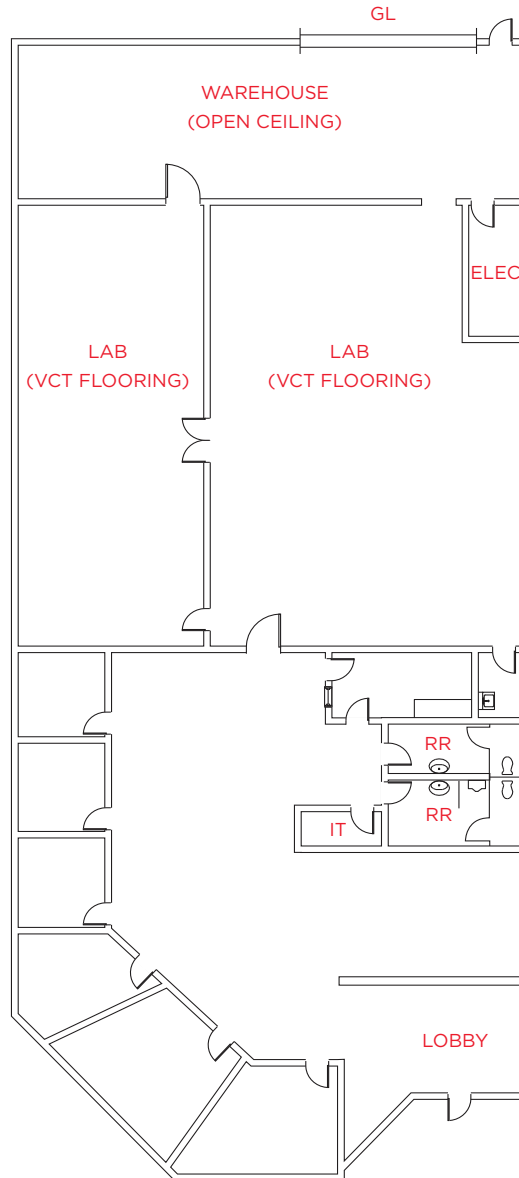 GL
WAREHOUSE
(OPEN CEILING)
ELEC
LAB
(VCT FLOORING)
LAB
(VCT FLOORING)
RR
RR
IT
LOBBY